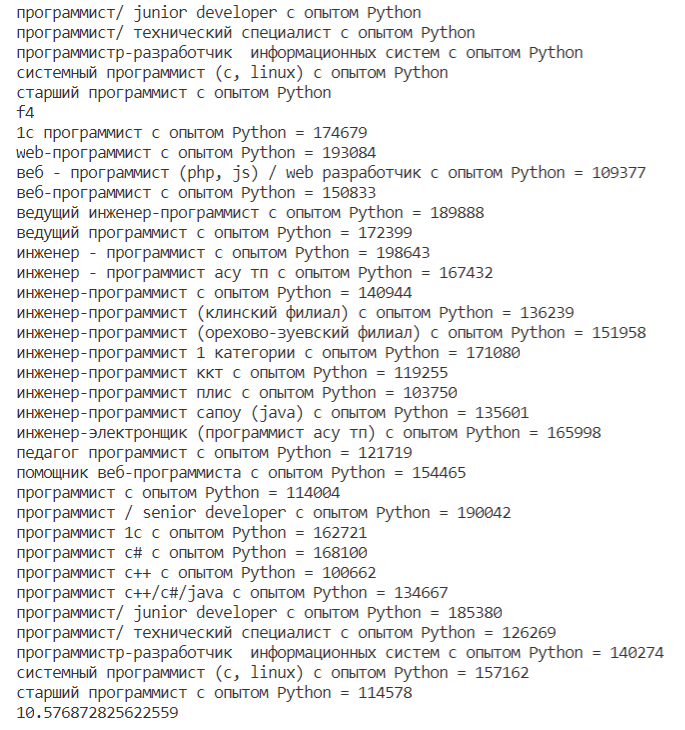 программист/ junior developer с опытом Python
программист/ технический специалист с опытом Python
программистр-разработчик  информационных систем с опытом Python
системный программист (c, linux) с опытом Python
старший программист с опытом Python
f4
1с программист с опытом Python = 174679
web-программист с опытом Python = 193084
веб - программист (php, js) / web разработчик с опытом Python = 109377
веб-программист с опытом Python = 150833
ведущий инженер-программист с опытом Python = 189888
ведущий программист с опытом Python = 172399
инженер - программист с опытом Python = 198643
инженер - программист асу тп с опытом Python = 167432
инженер-программист с опытом Python = 140944
инженер-программист (клинский филиал) с опытом Python = 136239
инженер-программист (орехово-зуевский филиал) с опытом Python = 151958
инженер-программист 1 категории с опытом Python = 171080
инженер-программист ккт с опытом Python = 119255
инженер-программист плис с опытом Python = 103750
инженер-программист сапоу (java) с опытом Python = 135601
инженер-электронщик (программист асу тп) с опытом Python = 165998
педагог программист с опытом Python = 121719
помощник веб-программиста с опытом Python = 154465
программист с опытом Python = 114004
программист / senior developer с опытом Python = 190042
программист 1с с опытом Python = 162721
программист c# с опытом Python = 168100
программист c++ с опытом Python = 100662
программист c++/c#/java с опытом Python = 134667
программист/ junior developer с опытом Python = 185380
программист/ технический специалист с опытом Python = 126269
программистр-разработчик  информационных систем с опытом Python = 140274
системный программист (c, linux) с опытом Python = 157162
старший программист с опытом Python = 114578
10.576872825622559